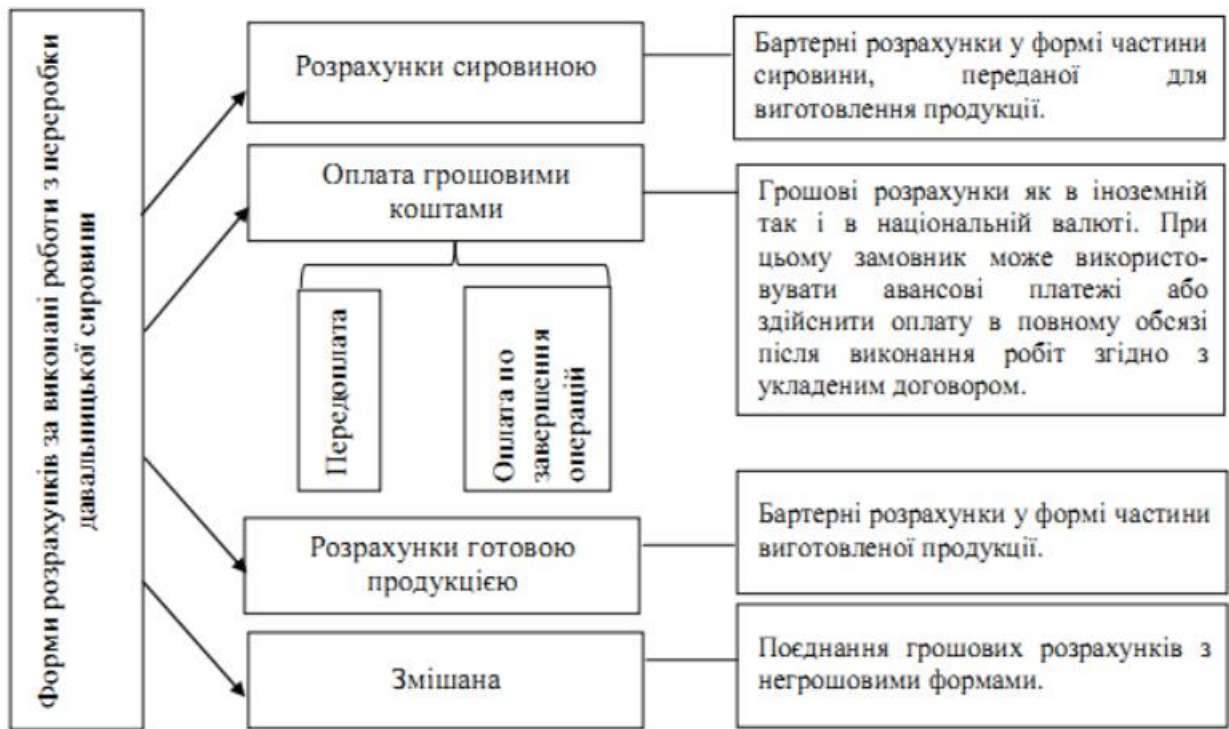 Форми розрахунків за виконані роботи з переробки
давальницької сировини
Розрахунки сировиною
Бартерні розрахунки у формі частини
сировини, переданої для
виготовлення продукції.
Оплата грошовими
коштами
Грошові розрахунки як в іноземній
так і в національній валюті. При
цьому замовник може використо-
вувати авансові платежі або
здійснити оплату в повному обсязі
після виконання робіт згідно з
укладеним договором.
Передоплата
Оплата по
завершення
операцій
Розрахунки готовою
продукцією
Бартерні розрахунки у формі частини
виготовленої продукції.
Змішана
Поєднання грошових розрахунків з
негрошовими формами.